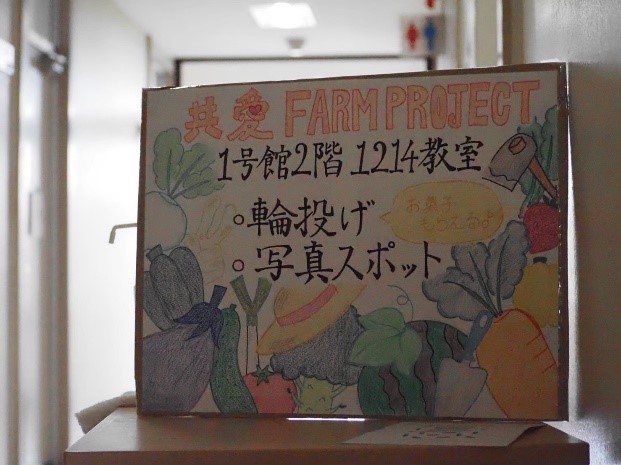 共愛 FARM PROJECT
1号館2階 1214教室
○輪投げ
お菓子
もらえるよ
○写真スポット